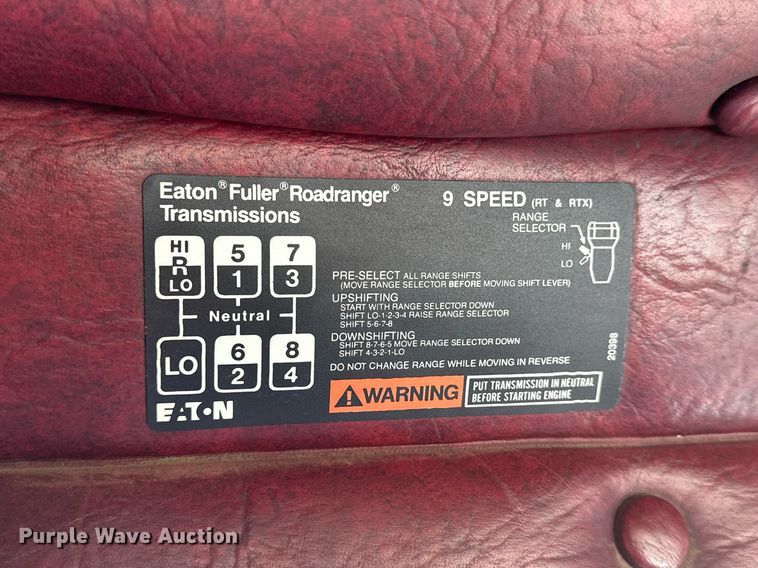 Eaton® Fuller® Roadranger® 9 SPEED (RT & RTX)
Transmissions
RANGE
SELECTOR
HI
LO
HI 5 7
R 1 3
LO
Neutral
LO 6 8
2 4
PRE-SELECT ALL RANGE SHIFTS
(MOVE RANGE SELECTOR BEFORE MOVING SHIFT LEVER)
UPSHIFTING
START WITH RANGE SELECTOR DOWN
SHIFT LO-1-2-3-4 RAISE RANGE SELECTOR
SHIFT 5-6-7-8
DOWNSHIFTING
SHIFT 8-7-6-5 MOVE RANGE SELECTOR DOWN
SHIFT 4-3-2-1-LO
DO NOT CHANGE RANGE WHILE MOVING IN REVERSE
20398
WARNING
PUT TRANSMISSION IN NEUTRAL
BEFORE STARTING ENGINE
EATON
Purple Wave Auction